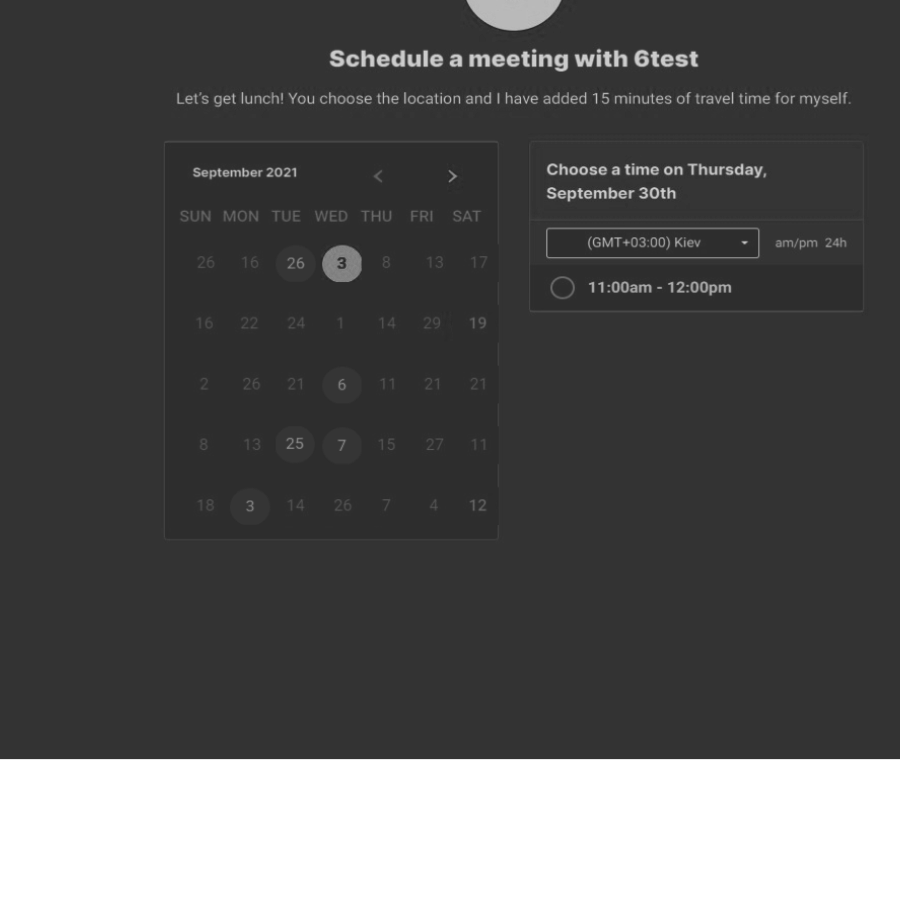 Schedule a meeting with 6test
Let's get lunch! You choose the location and I have added 15 minutes of travel time for myself.
September 2021 < >
SUN MON TUE WED THU FRI SAT
26 16 26 3 8 13 17
16 22 24 1 14 29 19
2 26 21 6 11 21 21
8 13 25 7 15 27 11
18 3 14 26 7 4 12
Choose a time on Thursday,
September 30th
(GMT+03:00) Kiev am/pm 24h
11:00am - 12:00pm